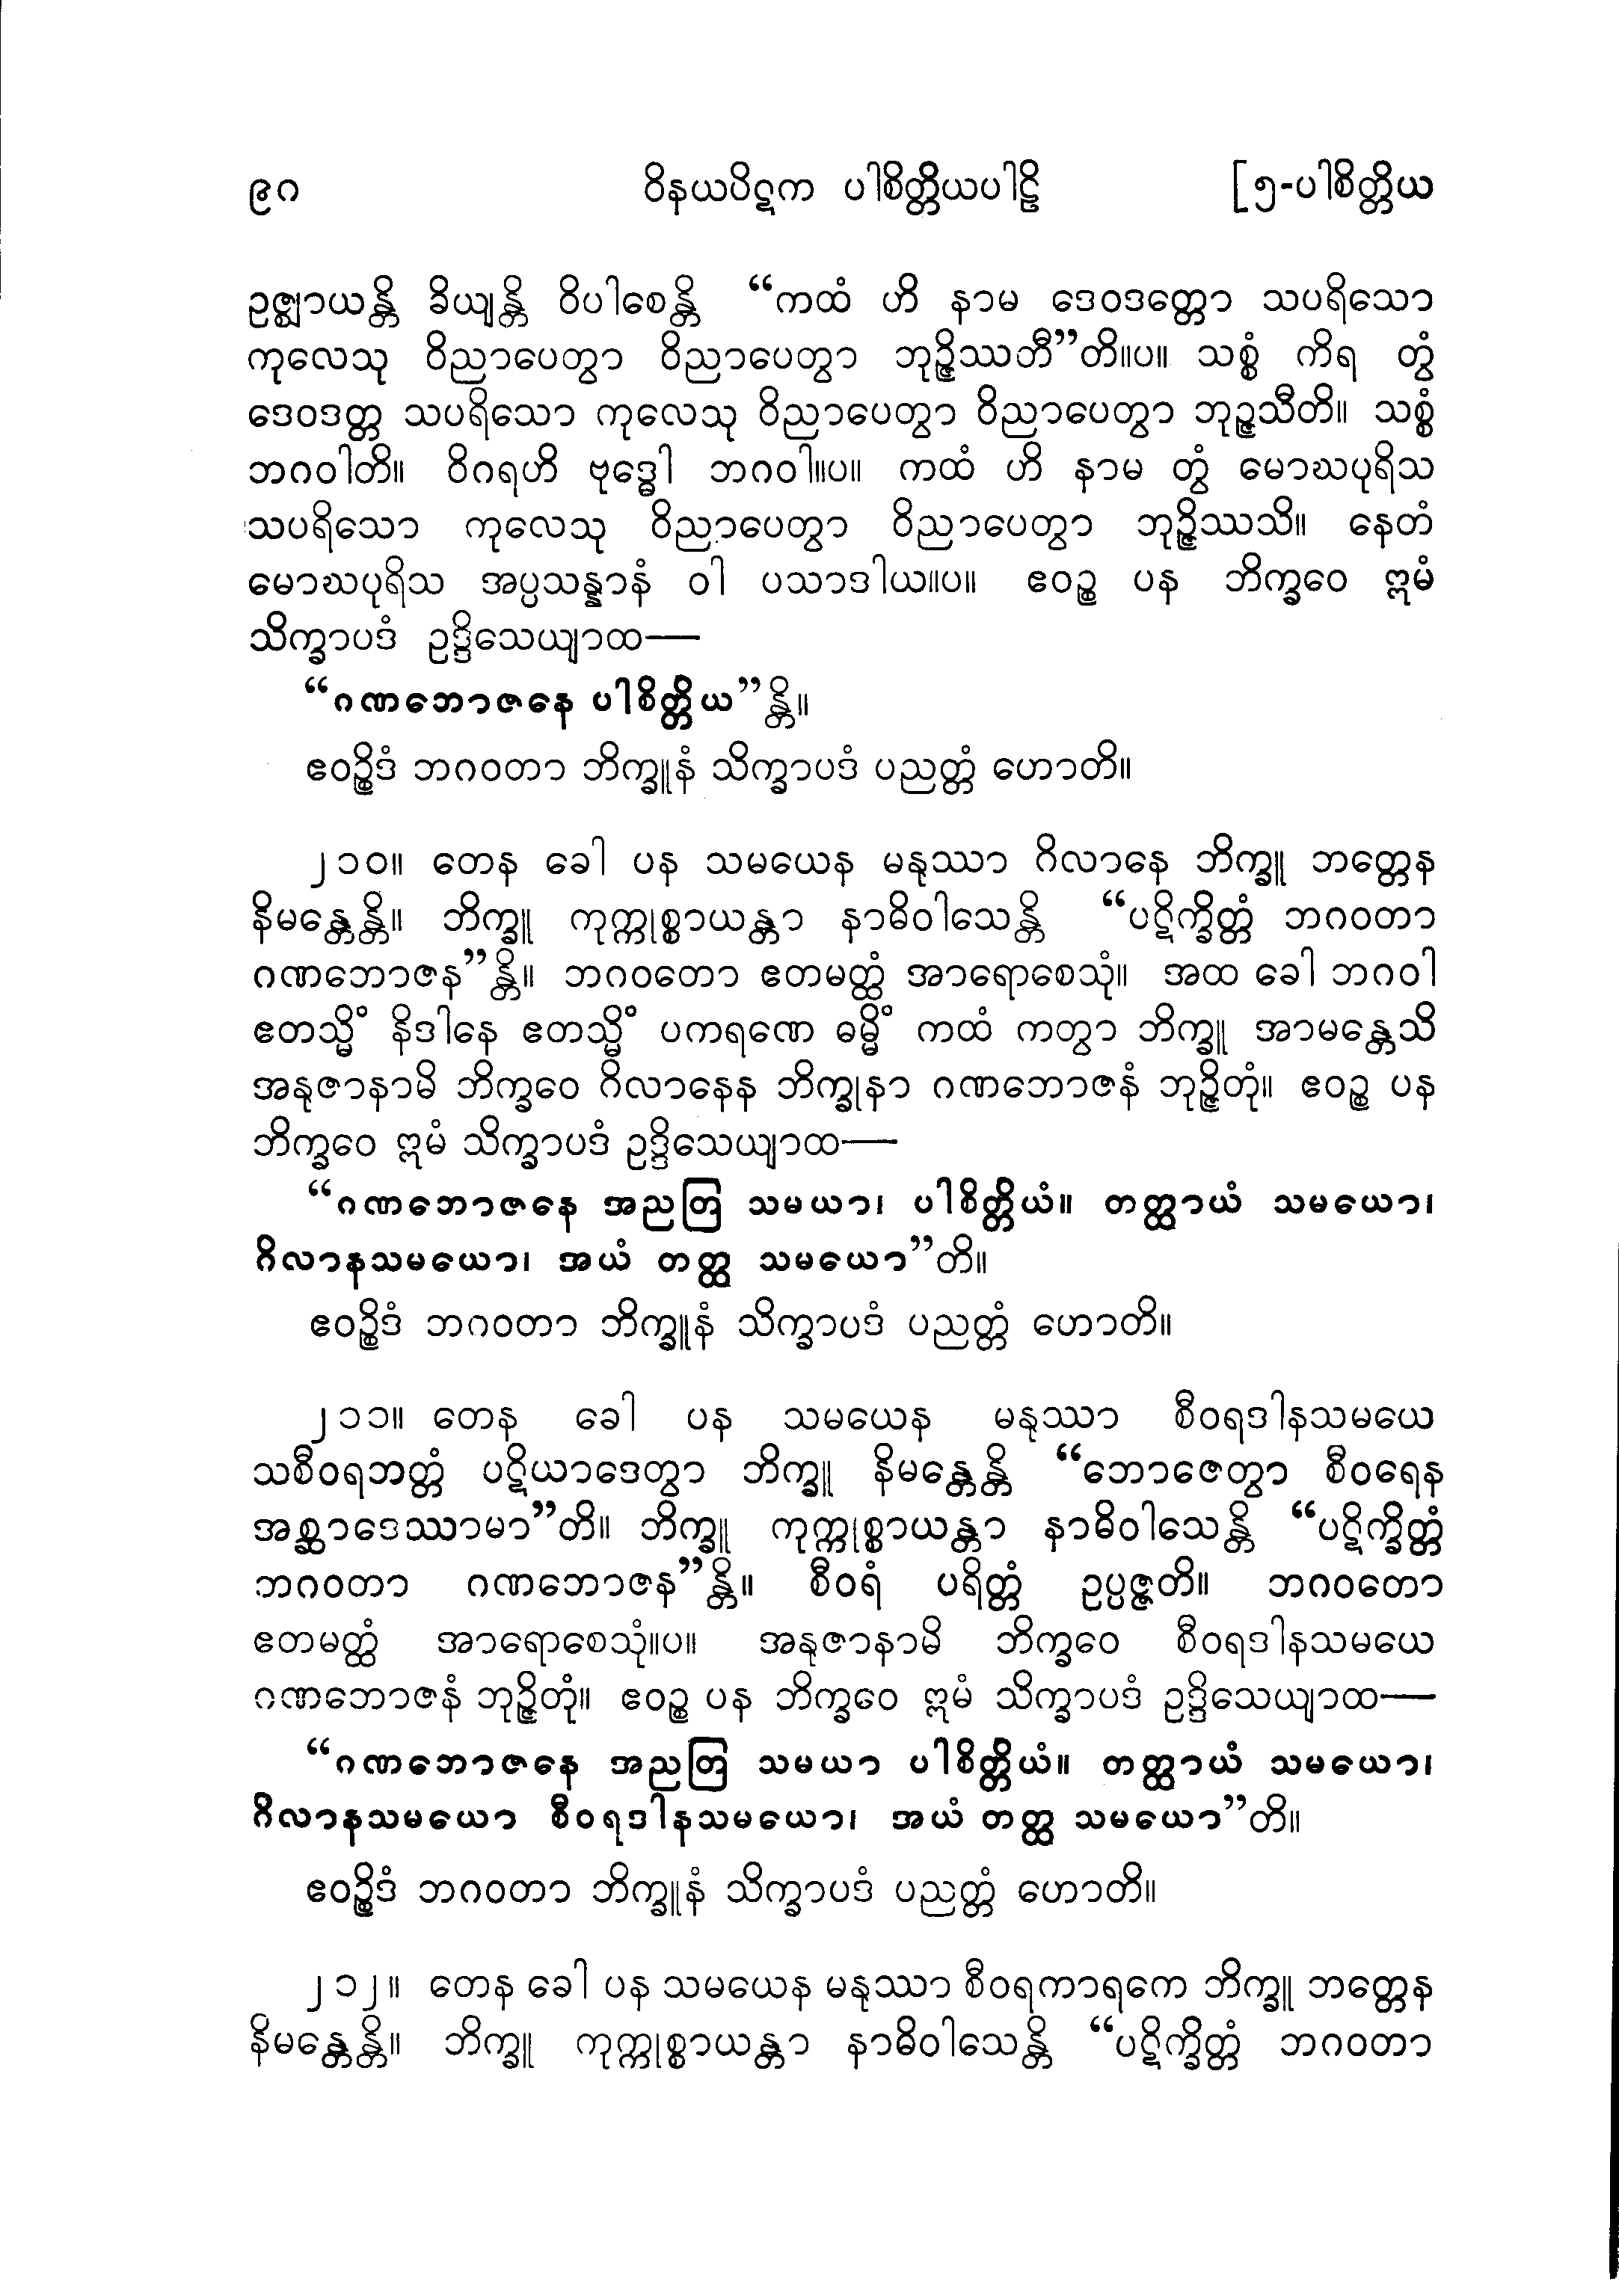 ၉ဂ ဝိနယပိဋက ပါစိတ္တိယပါဠိ [၅-ပါစိတ္တိယ
ဥဇ္ဈာယန္တိ ခိယျန္တိ ဝိပါစေန္တိ “ကထံ ဟိ နာမ ဒေဝဒတ္တော သပရိသော
ကုလေသု ဝိညာပေတွာ ဝိညာပေတွာ ဘုဉ္ဇိဿတီ”တိ။ပ။ သစ္စံ ကိရ တွံ
ဒေဝဒတ္တ သပရိသော ကုလေသု ဝိညာပေတွာ ဝိညာပေတွာ ဘုဉ္ဇသီတိ။ သစ္စံ
ဘဂဝါတိ။ ဝိဂရဟိ ဗုဒ္ဓေါ ဘဂဝါ။ပ။ ကထံ ဟိ နာမ တွံ မောဃပုရိသ
သပရိသော ကုလေသု ဝိညာပေတွာ ဝိညာပေတွာ ဘုဉ္ဇိဿသိ။ နေတံ
မောဃပုရိသ အပ္ပသန္နာနံ ဝါ ပသာဒါယ။ပ။ ဧဝဉ္စ ပန ဘိက္ခဝေ ဣမံ
သိက္ခာပဒံ ဥဒ္ဒိသေယျာထ—
“ဂဏဘောဇနေ ပါစိတ္တိယ”န္တိ။
ဧဝဉ္စိဒံ ဘဂဝတာ ဘိက္ခူနံ သိက္ခာပဒံ ပညတ္တံ ဟောတိ။
၂၁၀။ တေန ခေါ ပန သမယေန မနုဿာ ဂိလာနေ ဘိက္ခူ ဘတ္တေန
နိမန္တေန္တိ။ ဘိက္ခူ ကုက္ကုစ္စာယန္တာ နာဓိဝါသေန္တိ “ပဋိက္ခိတ္တံ ဘဂဝတာ
ဂဏဘောဇန”န္တိ။ ဘဂဝတော ဧတမတ္ထံ အာရောစေသုံ။ အထ ခေါ ဘဂဝါ
ဧတသ္မိံ နိဒါနေ ဧတသ္မိံ ပကရဏေ ဓမ္မိံ ကထံ ကတွာ ဘိက္ခူ အာမန္တေသိ
အနုဇာနာမိ ဘိက္ခဝေ ဂိလာနေန ဘိက္ခုနာ ဂဏဘောဇနံ ဘုဉ္ဇိတုံ။ ဧဝဉ္စ ပန
ဘိက္ခဝေ ဣမံ သိက္ခာပဒံ ဥဒ္ဒိသေယျာထ—
“ဂဏဘောဇနေ အညတြ သမယာ၊ ပါစိတ္တိယံ။ တတ္ထာယံ သမယော၊
ဂိလာနသမယော၊ အယံ တတ္ထ သမယော”တိ။
ဧဝဉ္စိဒံ ဘဂဝတာ ဘိက္ခူနံ သိက္ခာပဒံ ပညတ္တံ ဟောတိ။
၂၁၁။ တေန ခေါ ပန သမယေန မနုဿာ စီဝရဒါနသမယေ
သစီဝရဘတ္တံ ပဋိယာဒေတွာ ဘိက္ခူ နိမန္တေန္တိ “ဘောဇေတွာ စီဝရေန
အစ္ဆာဒေဿာမာ”တိ။ ဘိက္ခူ ကုက္ကုစ္စာယန္တာ နာဓိဝါသေန္တိ “ပဋိက္ခိတ္တံ
ဘဂဝတာ ဂဏဘောဇန”န္တိ။ စီဝရံ ပရိတ္တံ ဥပ္ပဇ္ဇတိ။ ဘဂဝတော
ဧတမတ္ထံ အာရောစေသုံ။ပ။ အနုဇာနာမိ ဘိက္ခဝေ စီဝရဒါနသမယေ
ဂဏဘောဇနံ ဘုဉ္ဇိတုံ။ ဧဝဉ္စ ပန ဘိက္ခဝေ ဣမံ သိက္ခာပဒံ ဥဒ္ဒိသေယျာထ—
“ဂဏဘောဇနေ အညတြ သမယာ ပါစိတ္တိယံ။ တတ္ထာယံ သမယော၊
ဂိလာနသမယော စီဝရဒါနသမယော၊ အယံ တတ္ထ သမယော”တိ။
ဧဝဉ္စိဒံ ဘဂဝတာ ဘိက္ခူနံ သိက္ခာပဒံ ပညတ္တံ ဟောတိ။
၂၁၂။ တေန ခေါ ပန သမယေန မနုဿာ စီဝရကာရကေ ဘိက္ခူ ဘတ္တေန
နိမန္တေန္တိ။ ဘိက္ခူ ကုက္ကုစ္စာယန္တာ နာဓိဝါသေန္တိ “ပဋိက္ခိတ္တံ ဘဂဝတာ